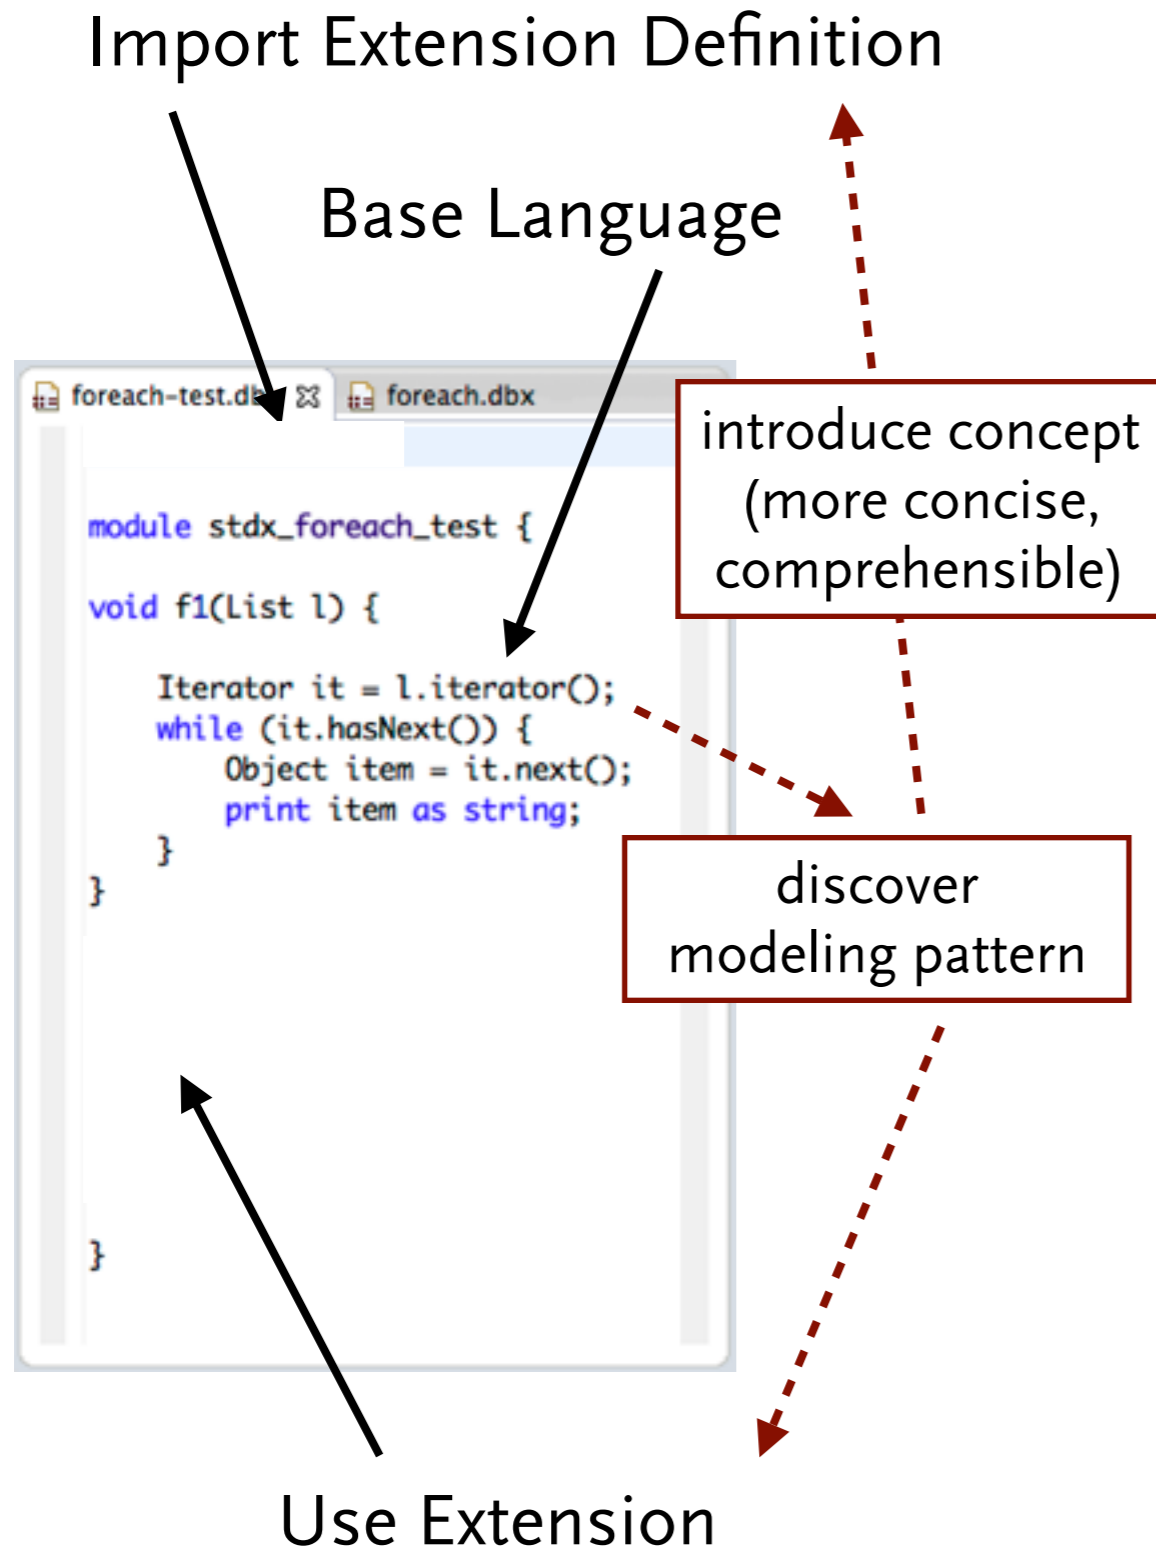 Import Extension Definition
Base Language
foreach-test.db
foreach.dbx
introduce concept
(more concise,
comprehensible)
module stdx_foreach_test {
void f1(List l) {
Iterator it = l.iterator();
while (it.hasNext()) {
Object item = it.next();
print item as string;
}
}
discover
modeling pattern
}
Use Extension